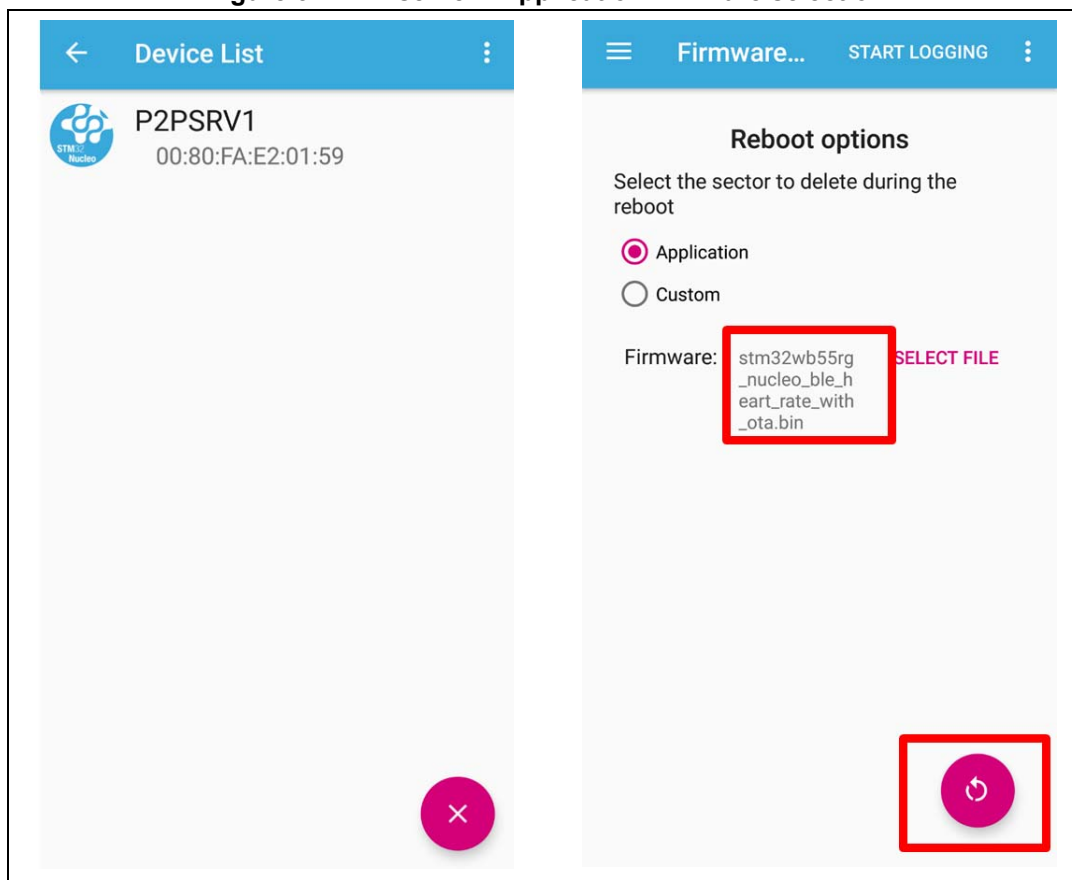 Device List
P2PSRV1
00:80:FA:E2:01:59
STM32
Nucleo
Firmware... START LOGGING
Reboot options
Select the sector to delete during the
reboot
Application
Custom
Firmware: stm32wb55rg SELECT FILE
_nucleo_ble_h
eart_rate_with
_ota.bin